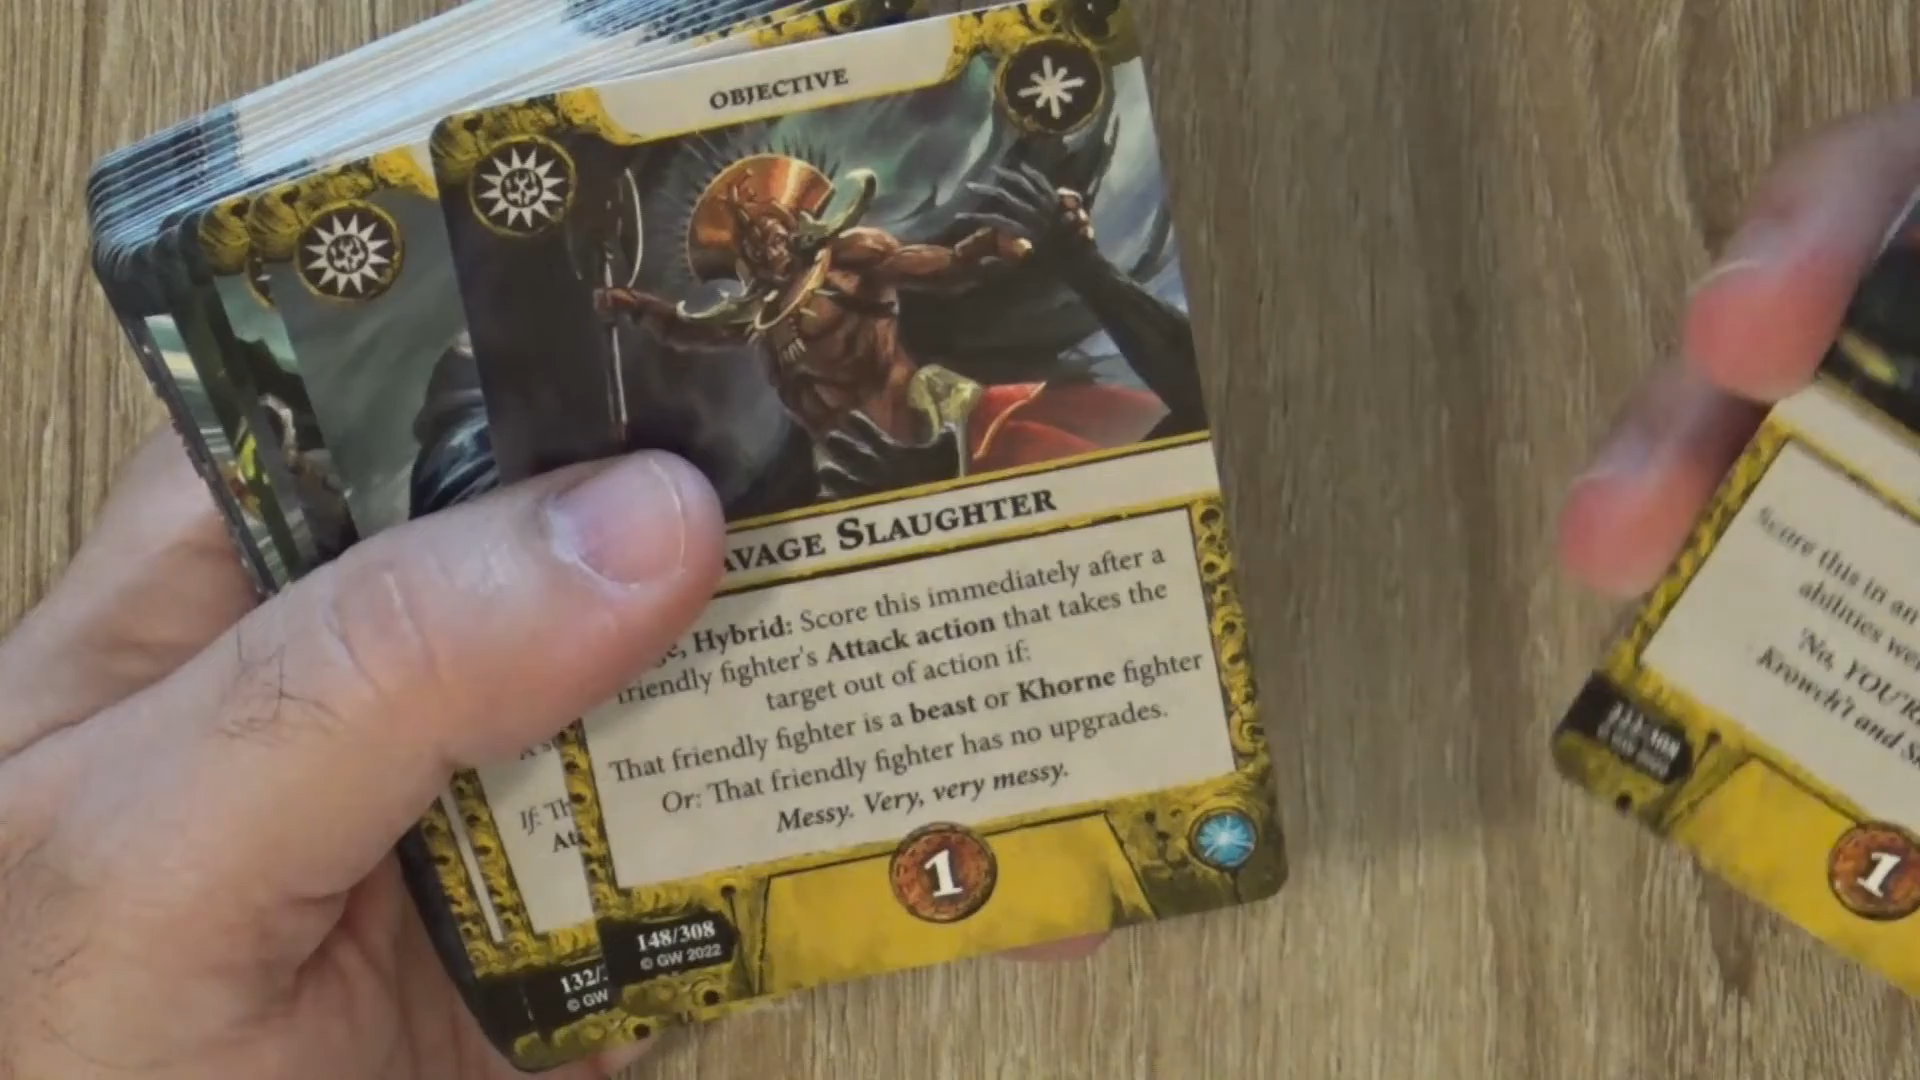 OBJECTIVE
AVAGE SLAUGHTER
Hybrid: Score this immediately after a
friendly fighter's Attack action that takes the
target out of action if:
That friendly fighter is a beast or Khorne fighter
Or: That friendly fighter has no upgrades.
Messy. Very, very messy.
1
148/308
© GW 2022
If: Th
132/
© GW
Score this in an
abilities wer
'No, YOU'R
Krowch't and Sk
1